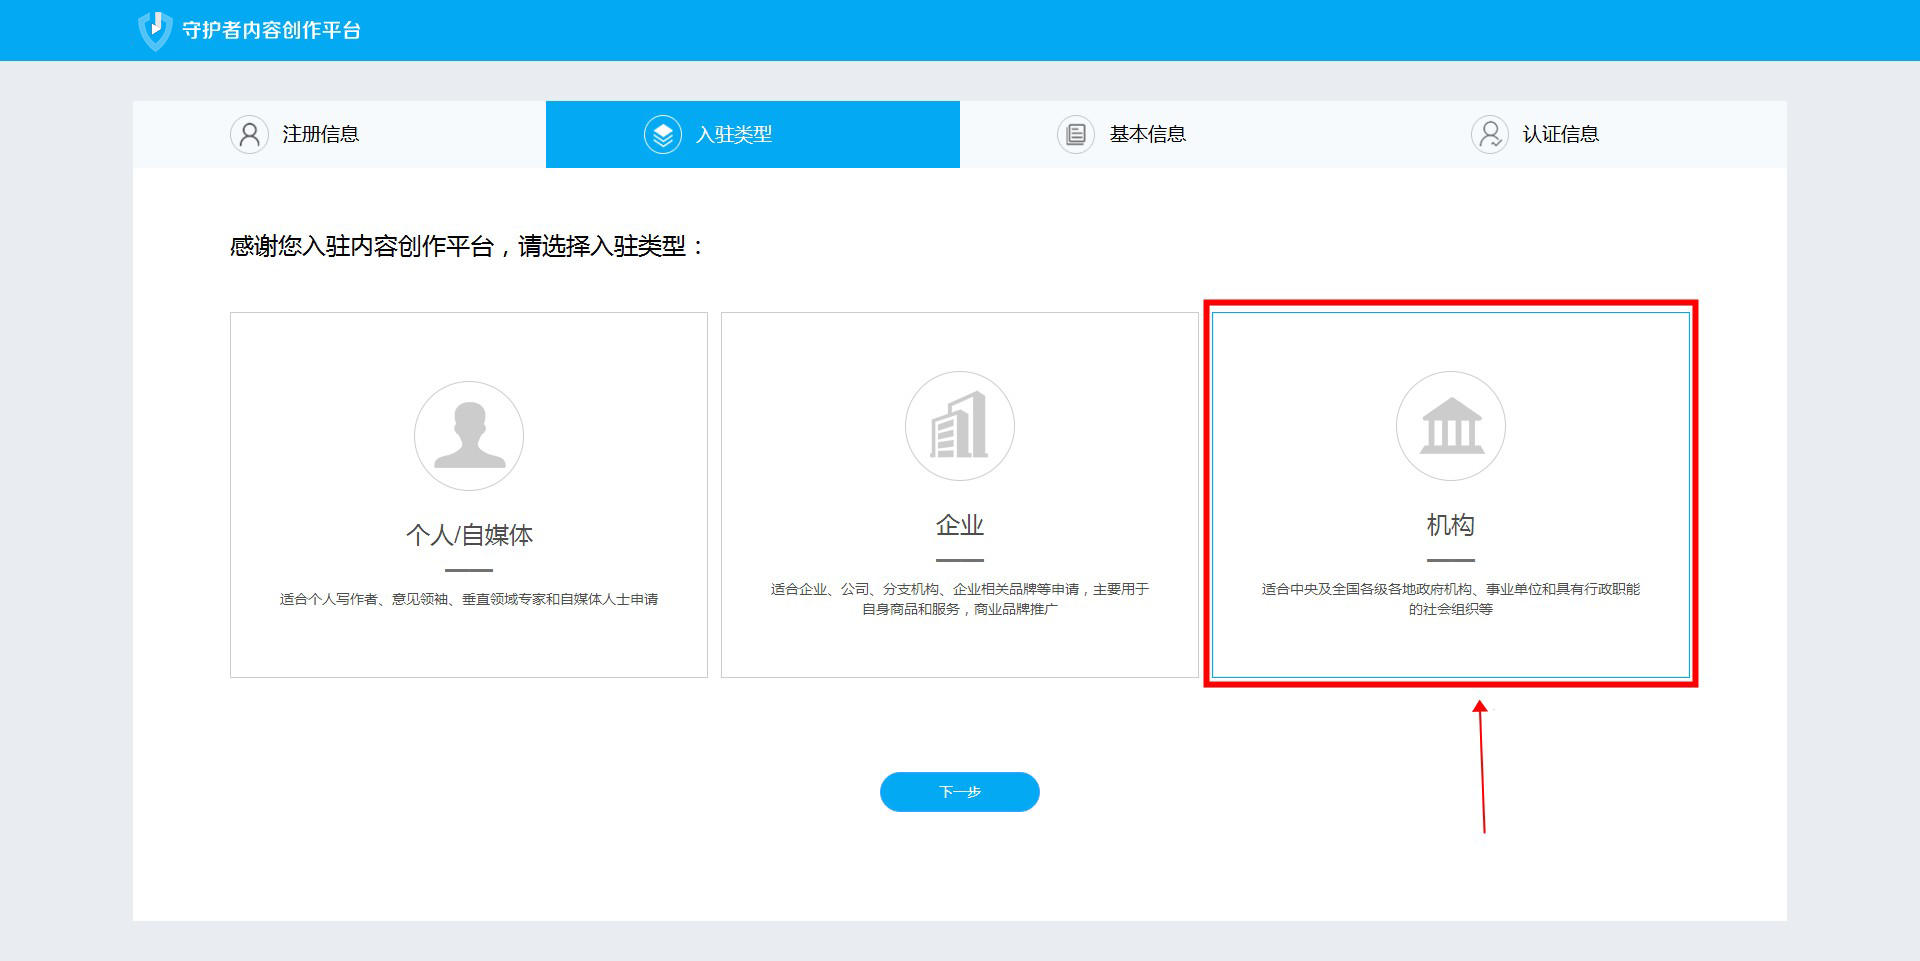 守护者内容创作平台
注册信息
入驻类型
基本信息
认证信息
感谢您入驻内容创作平台，请选择入驻类型：
个人/自媒体
适合个人写作者、意见领袖、垂直领域专家和自媒体人士申请
企业
适合企业、公司、分支机构、企业相关品牌等申请，主要用于
自身商品和服务，商业品牌推广
机构
适合中央及全国各级各地政府机构、事业单位和具有行政职能
的社会组织等
下一步